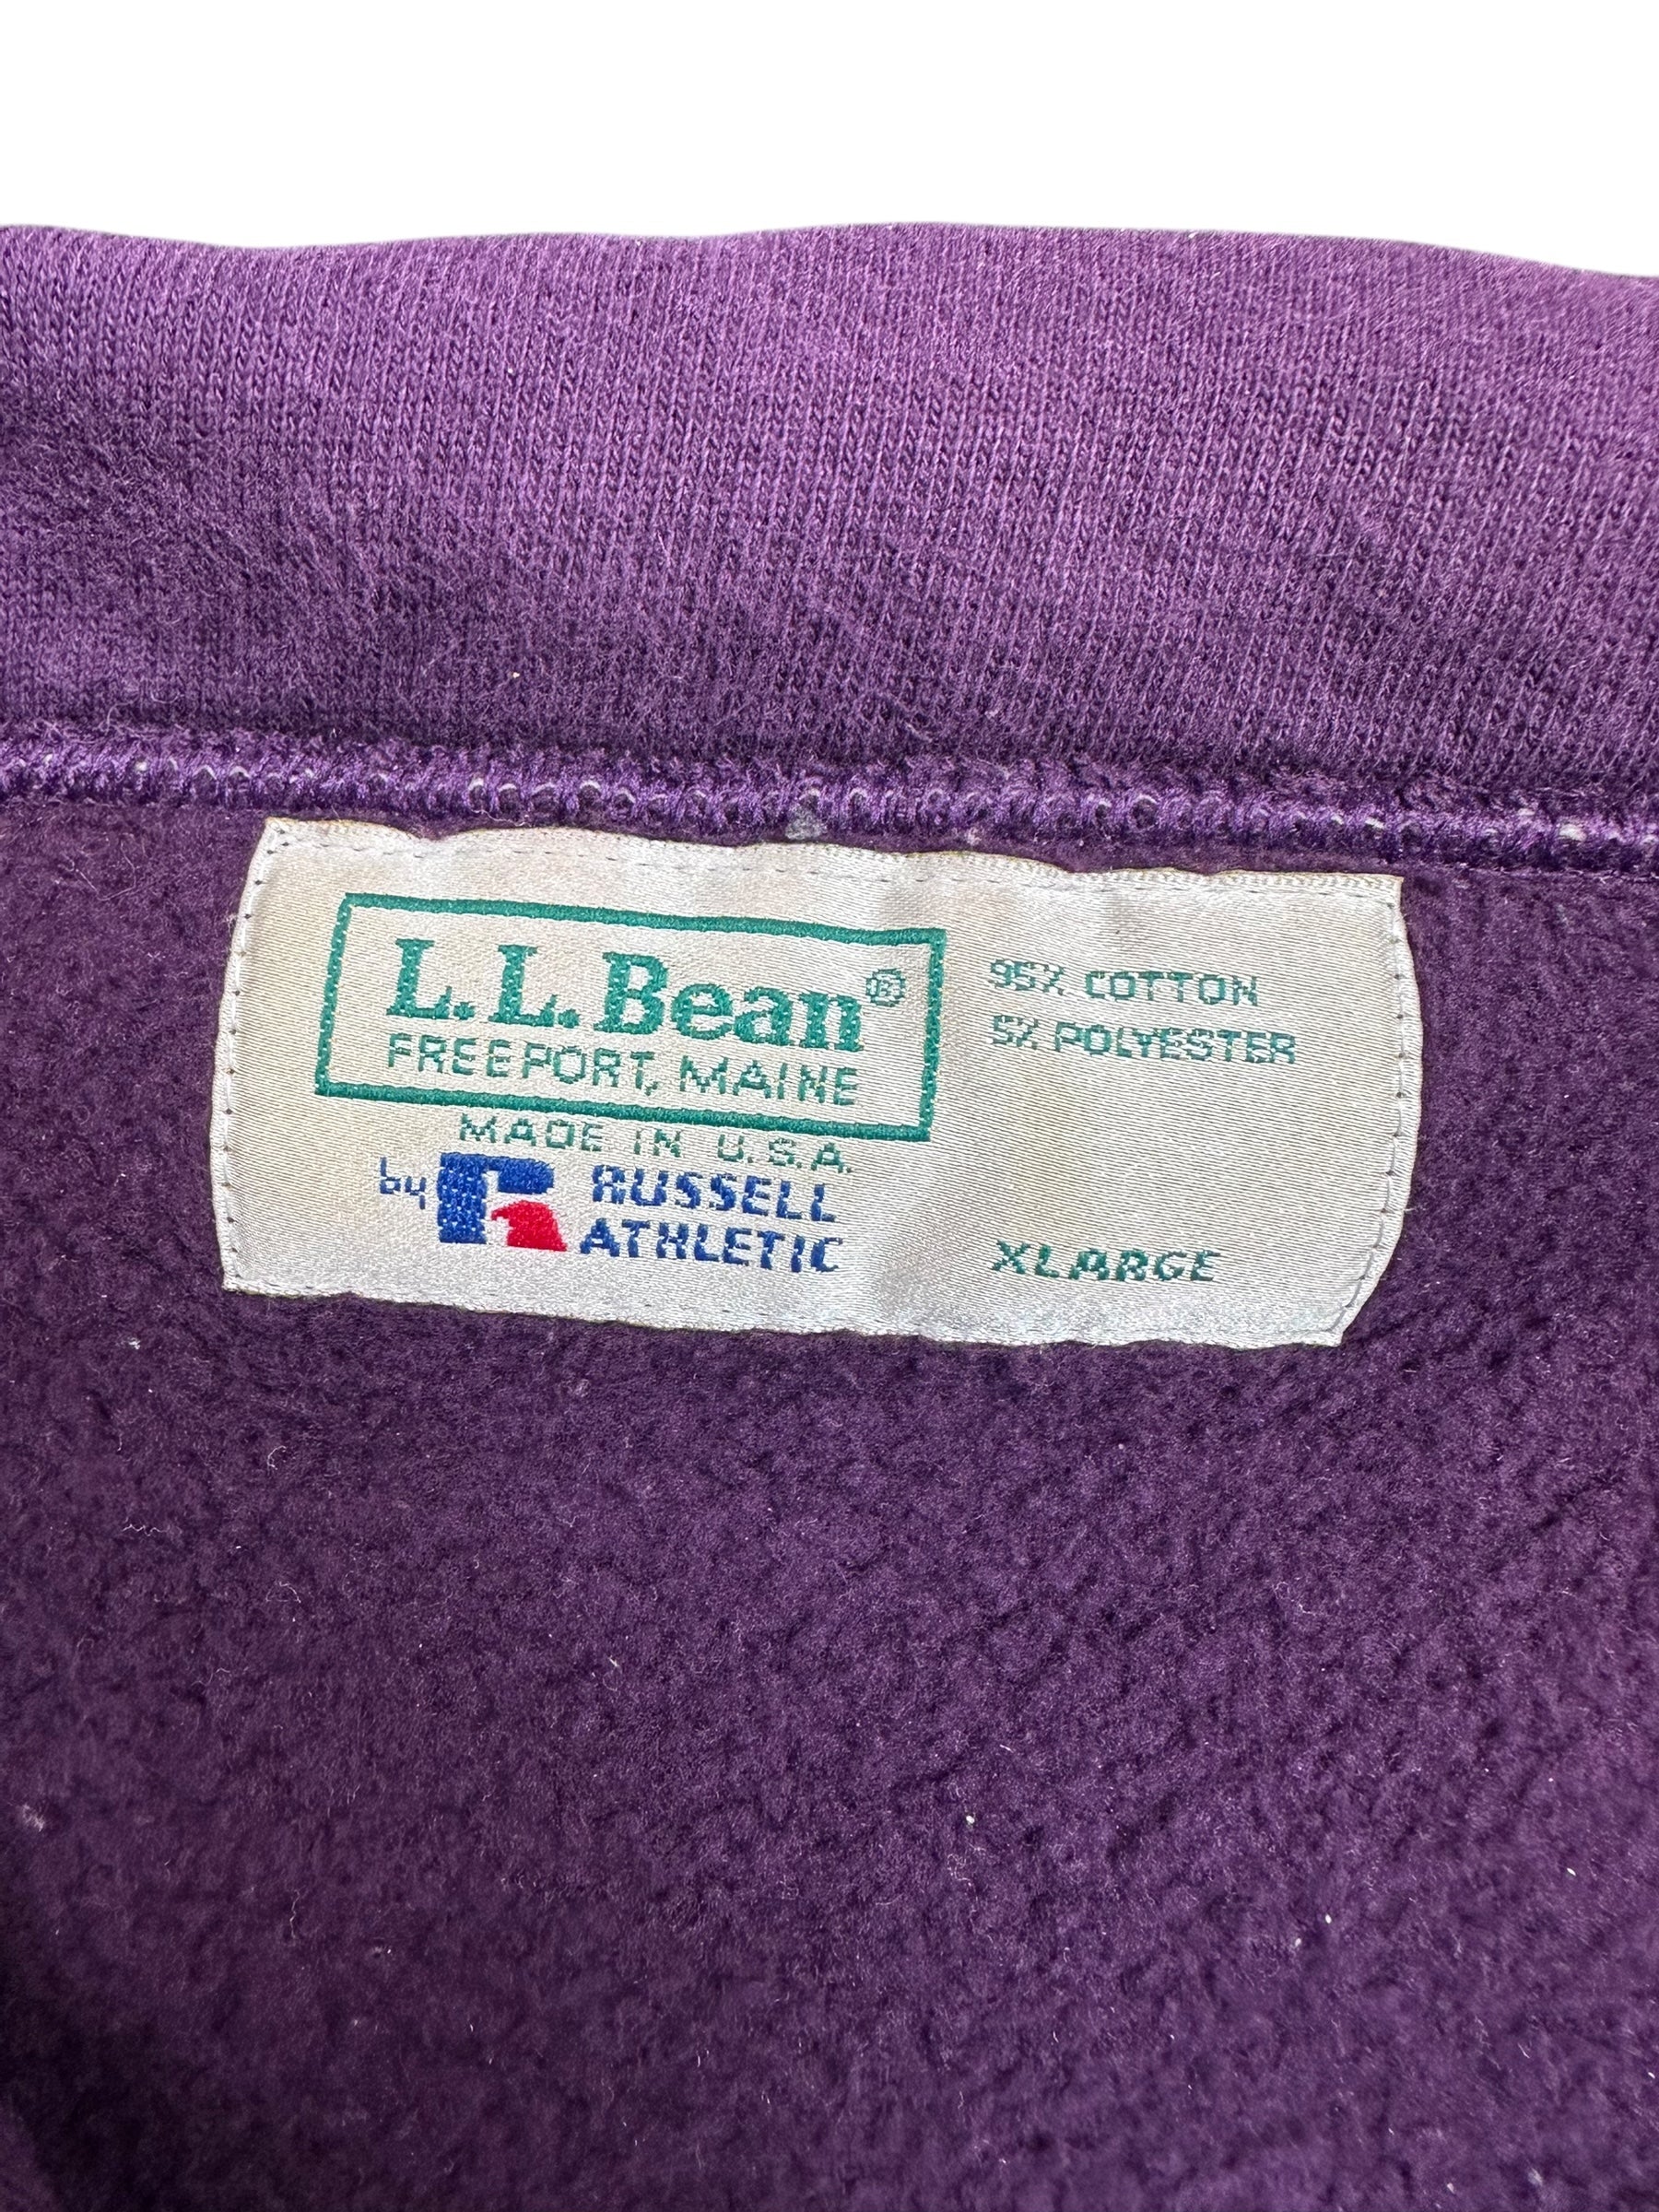 L.L.Bean®
FREEPORT, MAINE
MADE IN U.S.A.
by RUSSELL
ATHLETIC
95% COTTON
5% POLYESTER
XLARGE